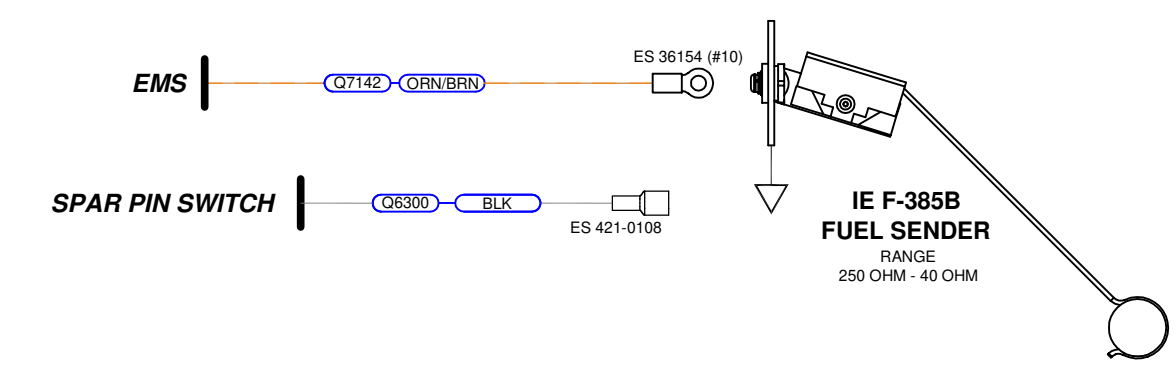 ES 36154 (#10)
EMS
Q7142
ORN/BRN
SPAR PIN SWITCH
Q6300
BLK
ES 421-0108
IE F-385B
FUEL SENDER
RANGE
250 OHM - 40 OHM